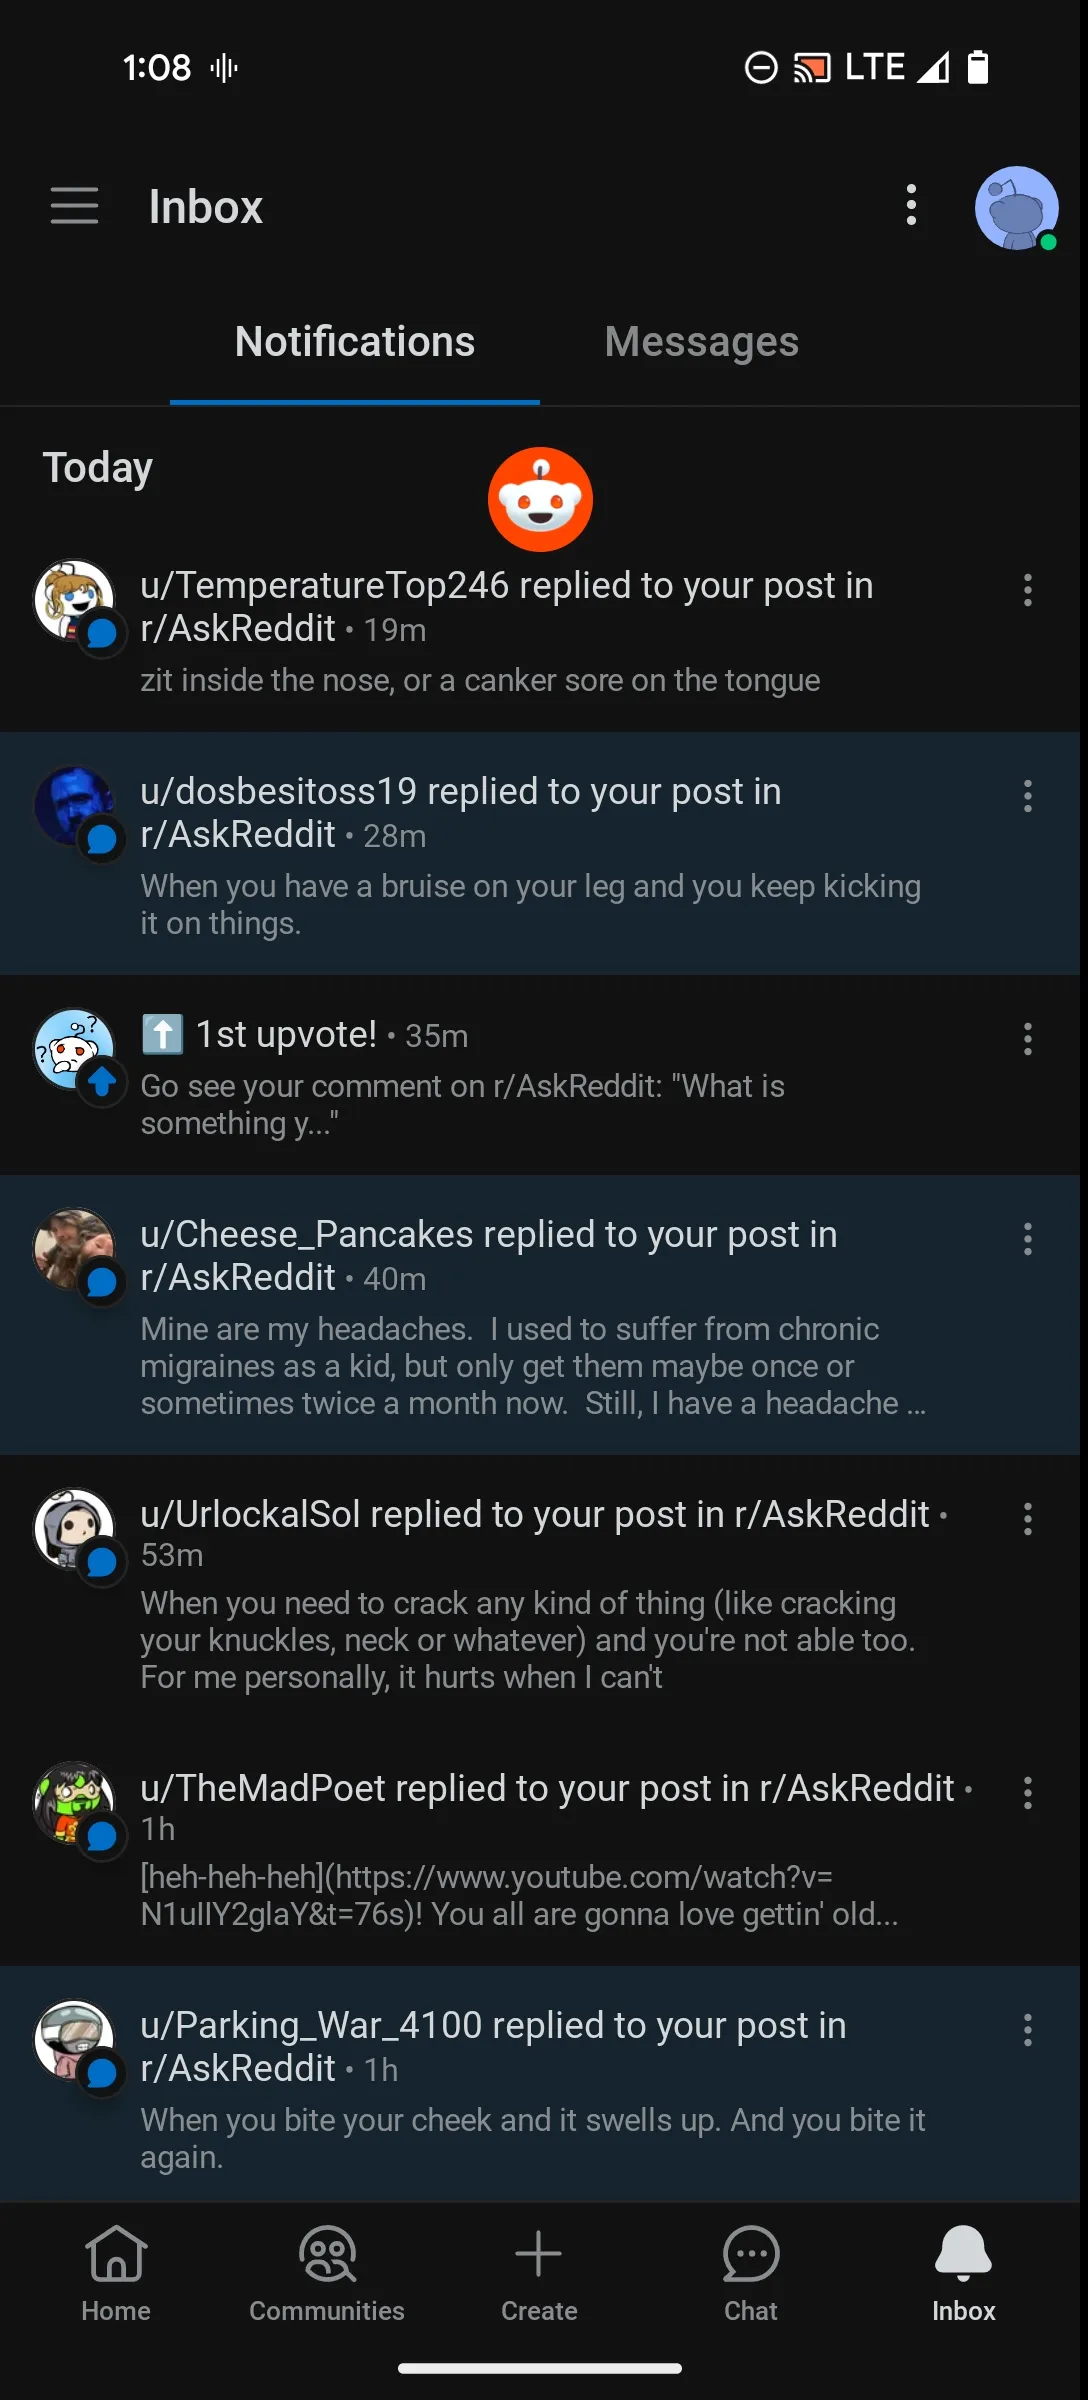 1:08
LTE
Inbox
Notifications
Messages
Today
u/TemperatureTop246 replied to your post in
r/AskReddit • 19m
zit inside the nose, or a canker sore on the tongue
u/dosbesitoss19 replied to your post in
r/AskReddit • 28m
When you have a bruise on your leg and you keep kicking
it on things.
⬆️ 1st upvote! • 35m
Go see your comment on r/AskReddit: "What is
something y..."
u/Cheese_Pancakes replied to your post in
r/AskReddit • 40m
Mine are my headaches.  I used to suffer from chronic
migraines as a kid, but only get them maybe once or
sometimes twice a month now.  Still, I have a headache ...
u/UrlockalSol replied to your post in r/AskReddit •
53m
When you need to crack any kind of thing (like cracking
your knuckles, neck or whatever) and you're not able too.
For me personally, it hurts when I can't
u/TheMadPoet replied to your post in r/AskReddit •
1h
[heh-heh-heh](https://www.youtube.com/watch?v=
N1uIIY2glaY&t=76s)! You all are gonna love gettin' old...
u/Parking_War_4100 replied to your post in
r/AskReddit • 1h
When you bite your cheek and it swells up. And you bite it
again.
Home
Communities
Create
Chat
Inbox